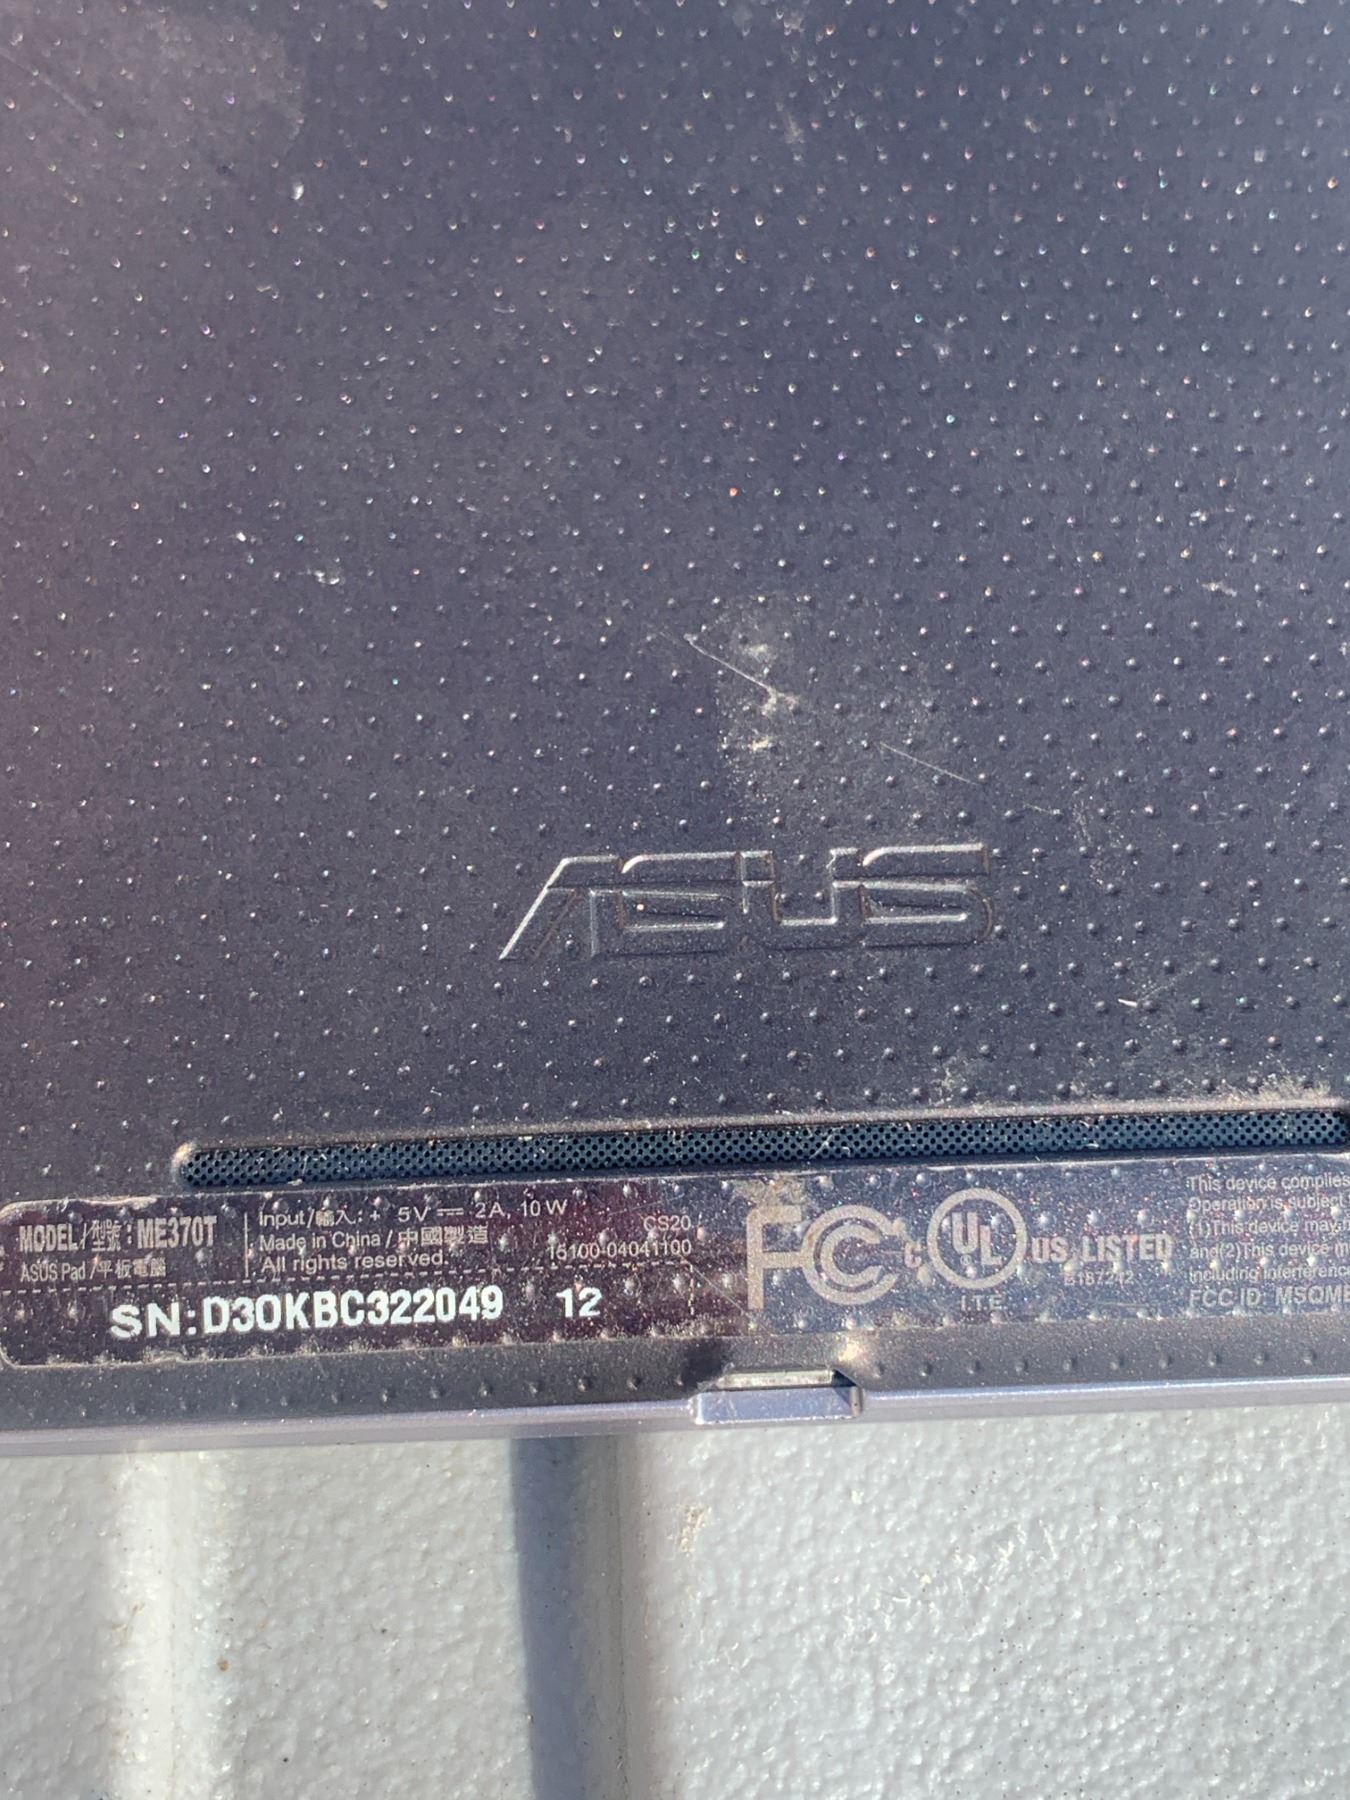 ASUS
MODEL/型號: ME370T
ASUS Pad/平板電腦
Input/輸入: + 5V⎓2A, 10W
Made in China/中國製造
All rights reserved.
CS20
15100-04041100
SN:D3OKBC322049 12
FCC
c UL US LISTED
E187242
I.T.E.
This device complies
Operation is subject
(1)This device may
and(2)This device m
including interference
FCC ID MSQME